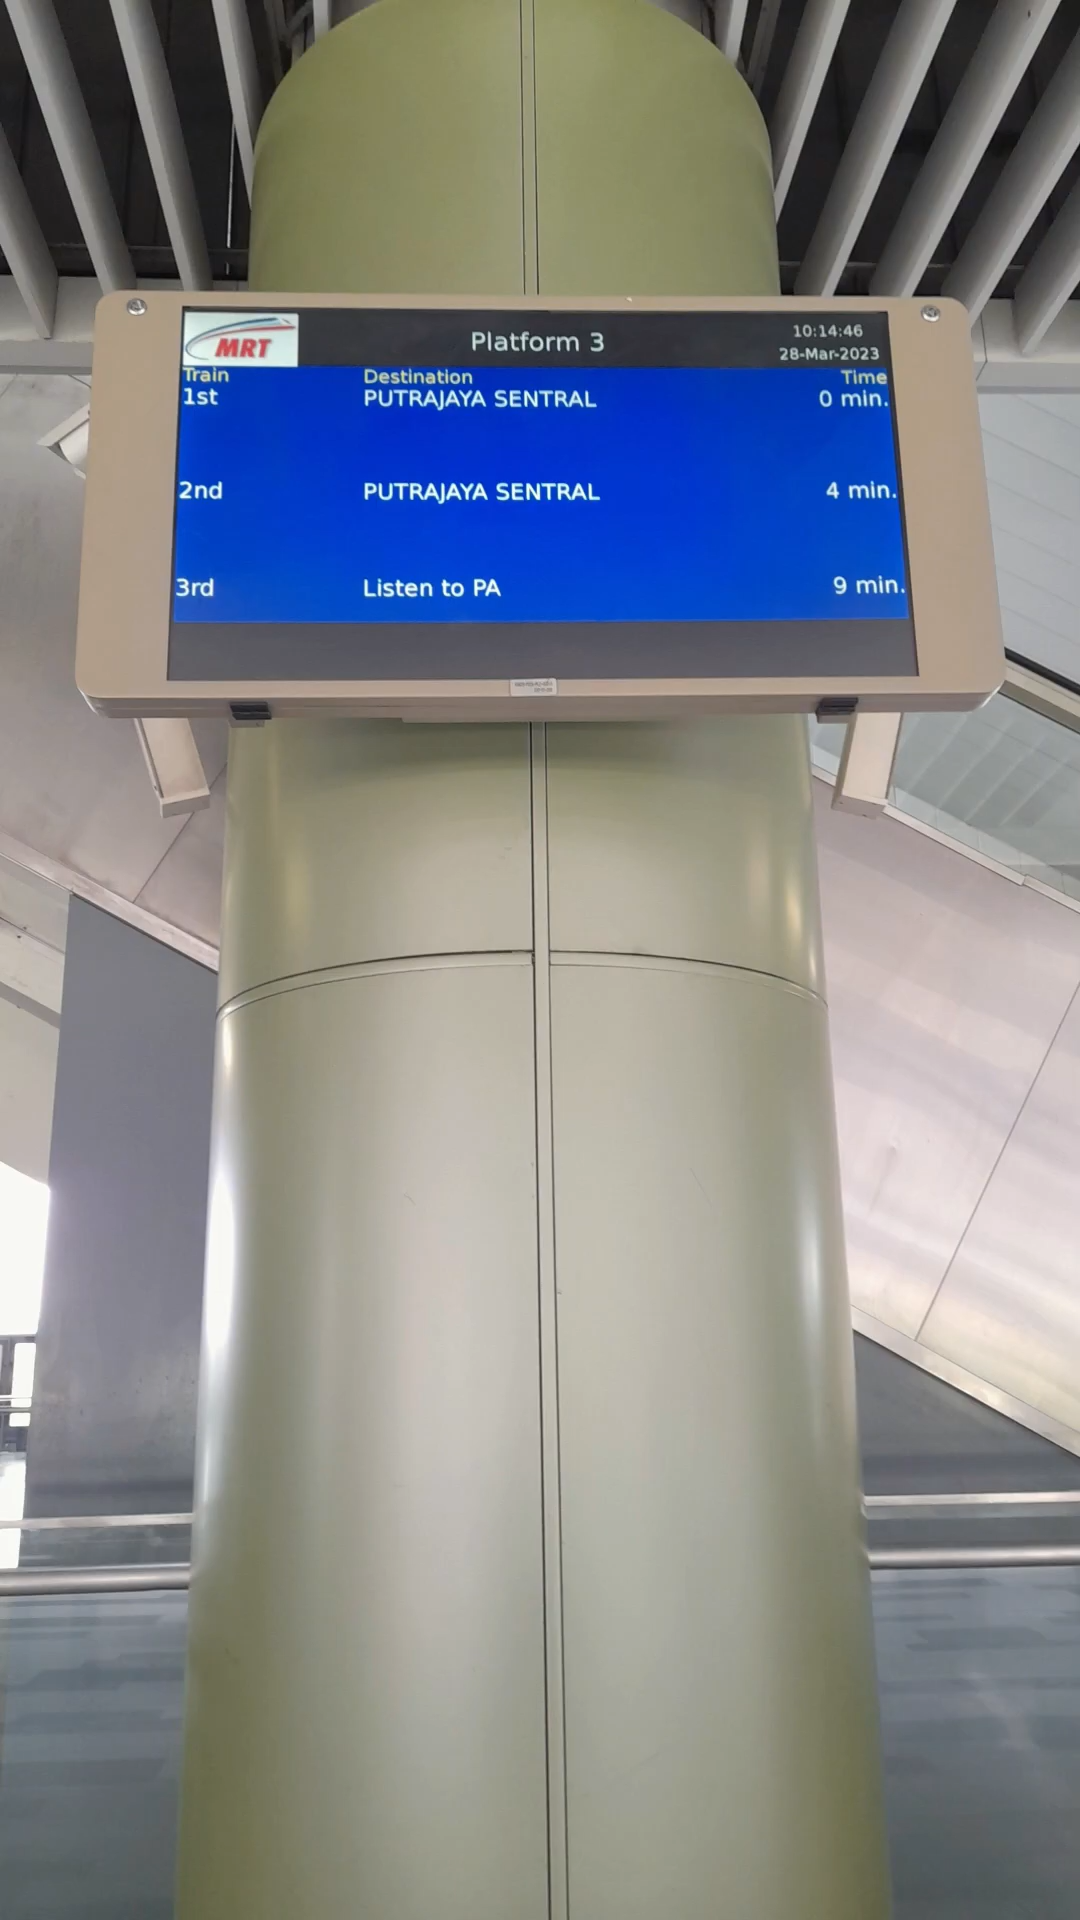 MRT
Platform 3
10:14:46
28-Mar-2023
Train Destination Time
1st PUTRAJAYA SENTRAL 0 min.
2nd PUTRAJAYA SENTRAL 4 min.
3rd Listen to PA 9 min.